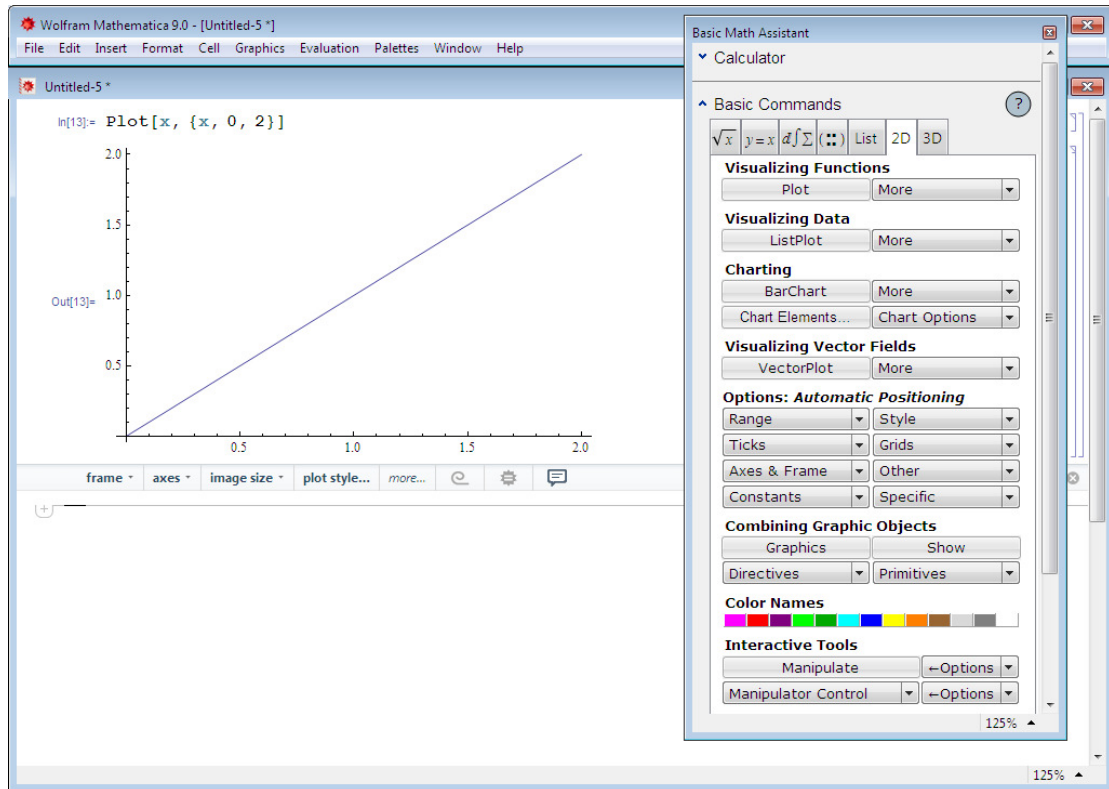 Wolfram Mathematica 9.0 - [Untitled-5 *]
File Edit Insert Format Cell Graphics Evaluation Palettes Window Help
Untitled-5 *
In[13]:= Plot[x, {x, 0, 2}]
2.0
1.5
Out[13]= 1.0
0.5
0.5 1.0 1.5 2.0
frame axes image size plot style... more...
125%
Basic Math Assistant
Calculator
Basic Commands ?
√x y=x d∫Σ (::) List 2D 3D
Visualizing Functions
Plot More
Visualizing Data
ListPlot More
Charting
BarChart More
Chart Elements... Chart Options
Visualizing Vector Fields
VectorPlot More
Options: Automatic Positioning
Range Style
Ticks Grids
Axes & Frame Other
Constants Specific
Combining Graphic Objects
Graphics Show
Directives Primitives
Color Names
Interactive Tools
Manipulate ←Options
Manipulator Control ←Options
125%